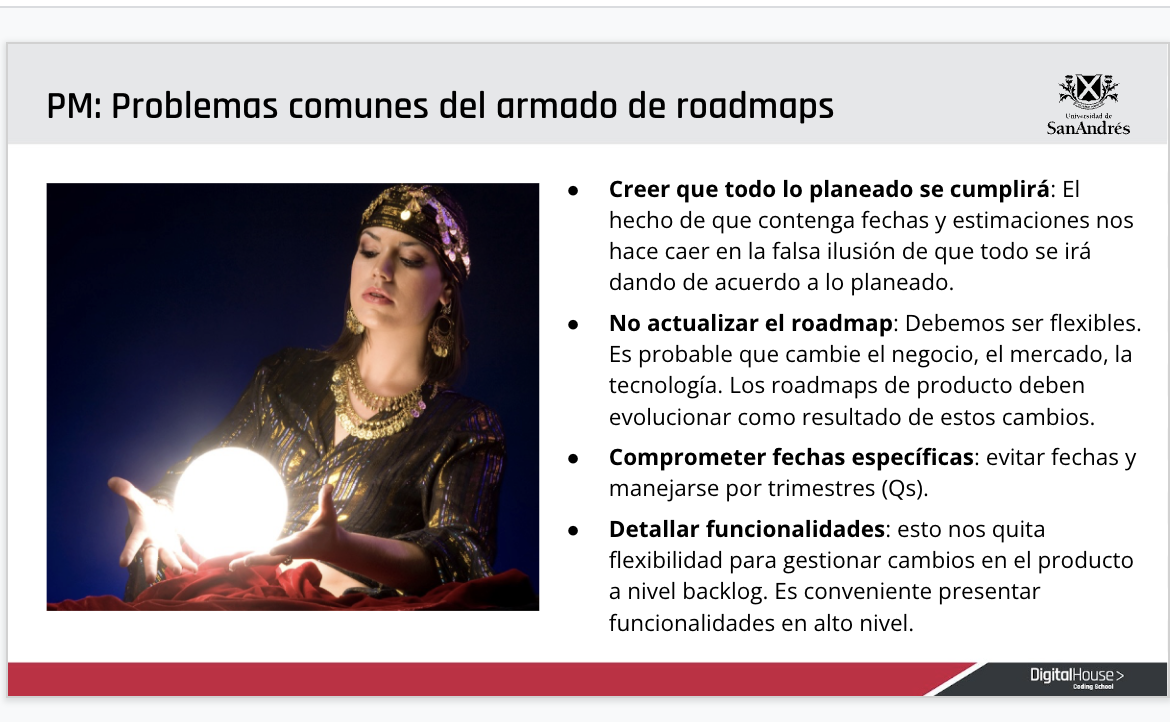 PM: Problemas comunes del armado de roadmaps
Universidad de
SanAndrés
● Creer que todo lo planeado se cumplirá: El
hecho de que contenga fechas y estimaciones nos
hace caer en la falsa ilusión de que todo se irá
dando de acuerdo a lo planeado.
● No actualizar el roadmap: Debemos ser flexibles.
Es probable que cambie el negocio, el mercado, la
tecnología. Los roadmaps de producto deben
evolucionar como resultado de estos cambios.
● Comprometer fechas específicas: evitar fechas y
manejarse por trimestres (Qs).
● Detallar funcionalidades: esto nos quita
flexibilidad para gestionar cambios en el producto
a nivel backlog. Es conveniente presentar
funcionalidades en alto nivel.
DigitalHouse>
Coding School